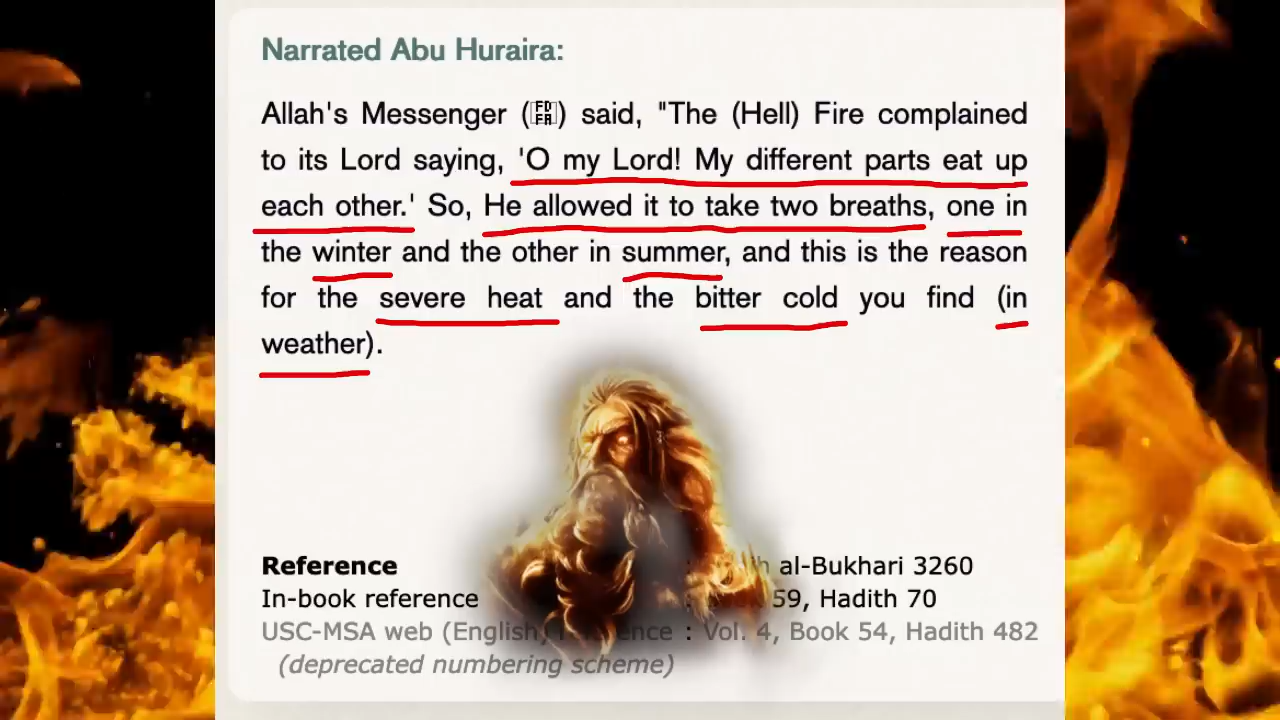 Narrated Abu Huraira:
Allah's Messenger (ﷺ) said, "The (Hell) Fire complained
to its Lord saying, 'O my Lord! My different parts eat up
each other.' So, He allowed it to take two breaths, one in
the winter and the other in summer, and this is the reason
for the severe heat and the bitter cold you find (in
weather).
Reference : al-Bukhari 3260
In-book reference : 59, Hadith 70
USC-MSA web (English) reference : Vol. 4, Book 54, Hadith 482
(deprecated numbering scheme)